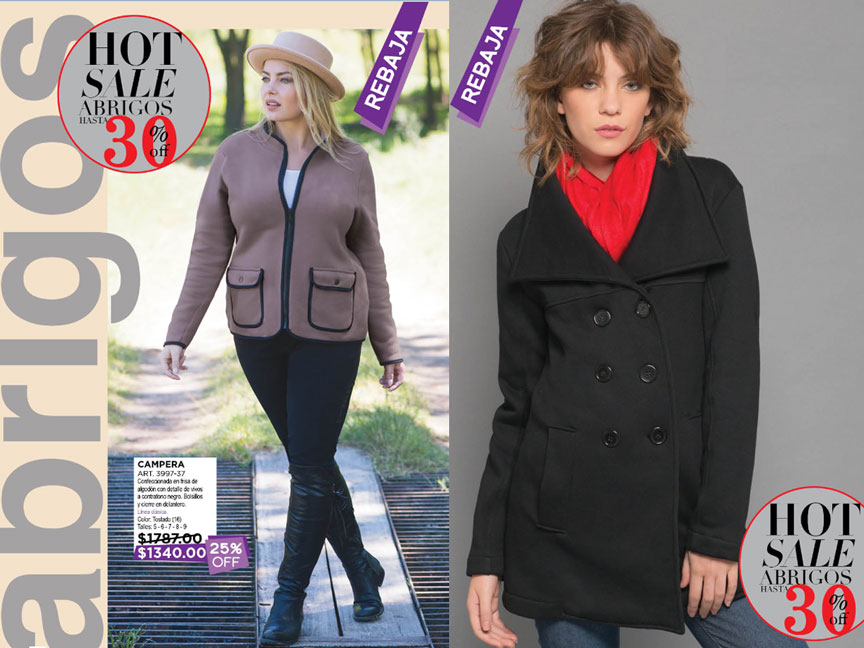 abrigos
HOT
SALE
ABRIGOS
HASTA
30% off
REBAJA
CAMPERA
ART. 3997-37
Confeccionada en frisa de
algodón con detalle de vivos
a contratono negro. Bolsillos
y cierre en delantero.
Línea clásica
Color: Tostado (16)
Talles: 5 - 6 - 7 - 8 - 9
$1787.00
$1340.00
25%
OFF
REBAJA
HOT
SALE
ABRIGOS
HASTA
30% off